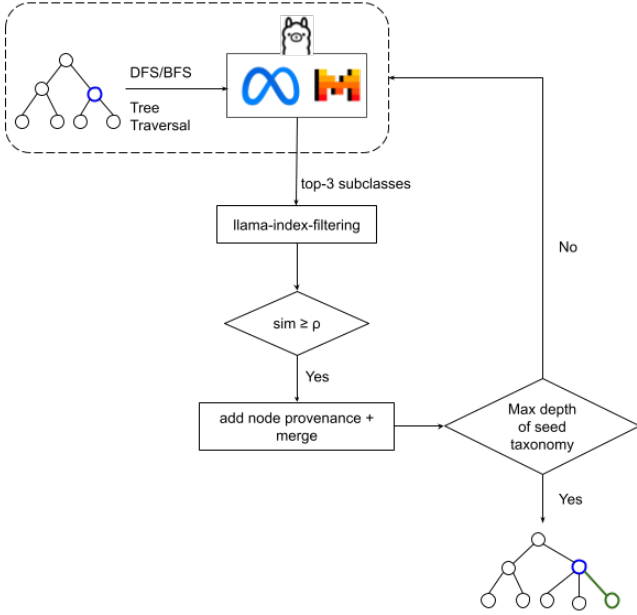 DFS/BFS
Tree
Traversal
top-3 subclasses
llama-index-filtering
sim ≥ ρ
Yes
add node provenance +
merge
No
Max depth
of seed
taxonomy
Yes